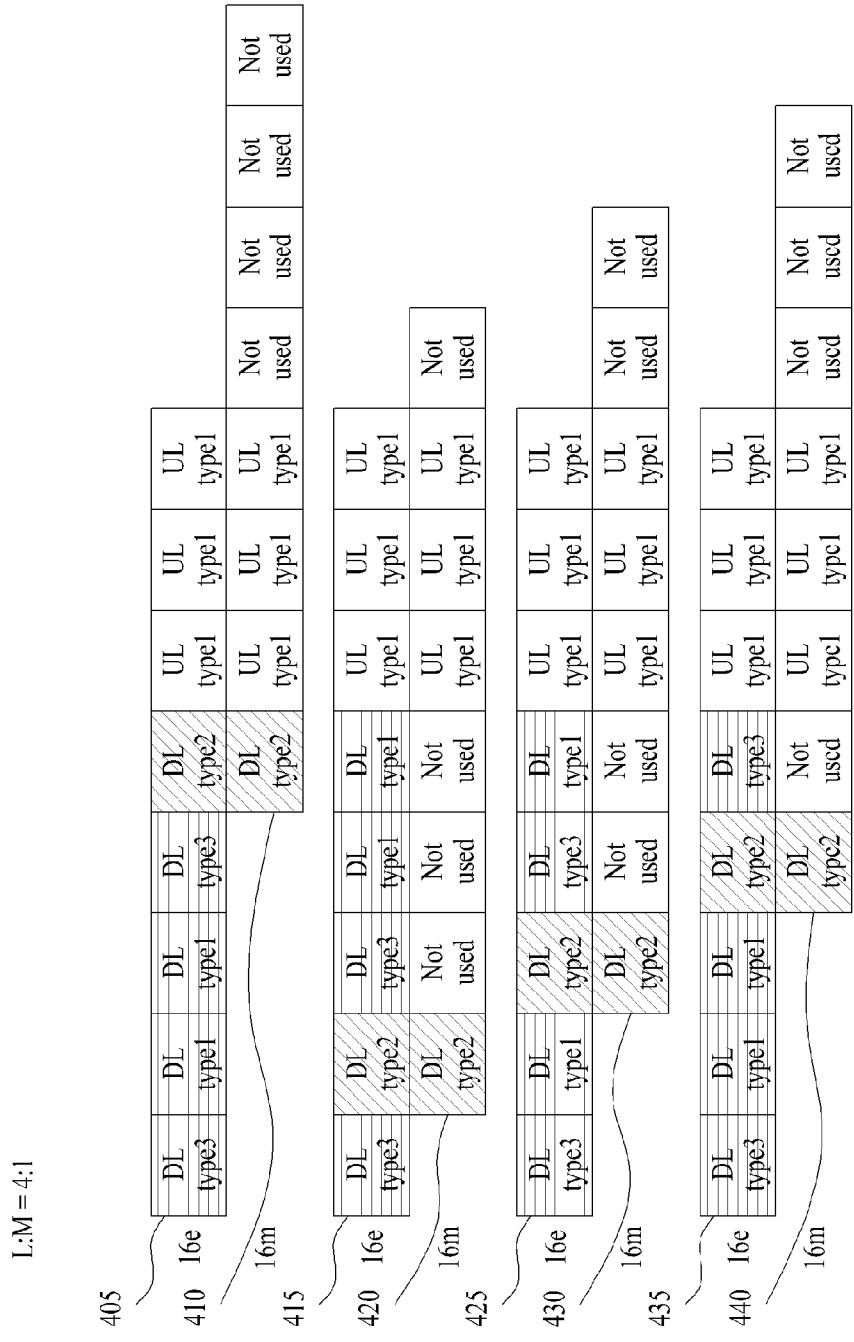 L:M = 4:1
405
16e
DL DL DL DL DL UL UL UL
type3 type1 type1 type3 type2 type1 type1 type1
410
16m
DL UL UL UL Not Not Not Not
type2 type1 type1 type1 used used used used
415
16e
DL DL DL DL DL UL UL UL
type3 type2 type3 type1 type1 type1 type1 type1
420
16m
DL Not Not Not UL UL UL Not
type2 used used used type1 type1 type1 used
425
16e
DL DL DL DL DL UL UL UL
type3 type1 type2 type3 type1 type1 type1 type1
430
16m
DL Not Not UL UL UL Not Not
type2 used used type1 type1 type1 used used
435
16e
DL DL DL DL DL UL UL UL
type3 type1 type1 type2 type3 type1 type1 type1
440
16m
DL Not UL UL UL Not Not Not
type2 used type1 type1 type1 used used used